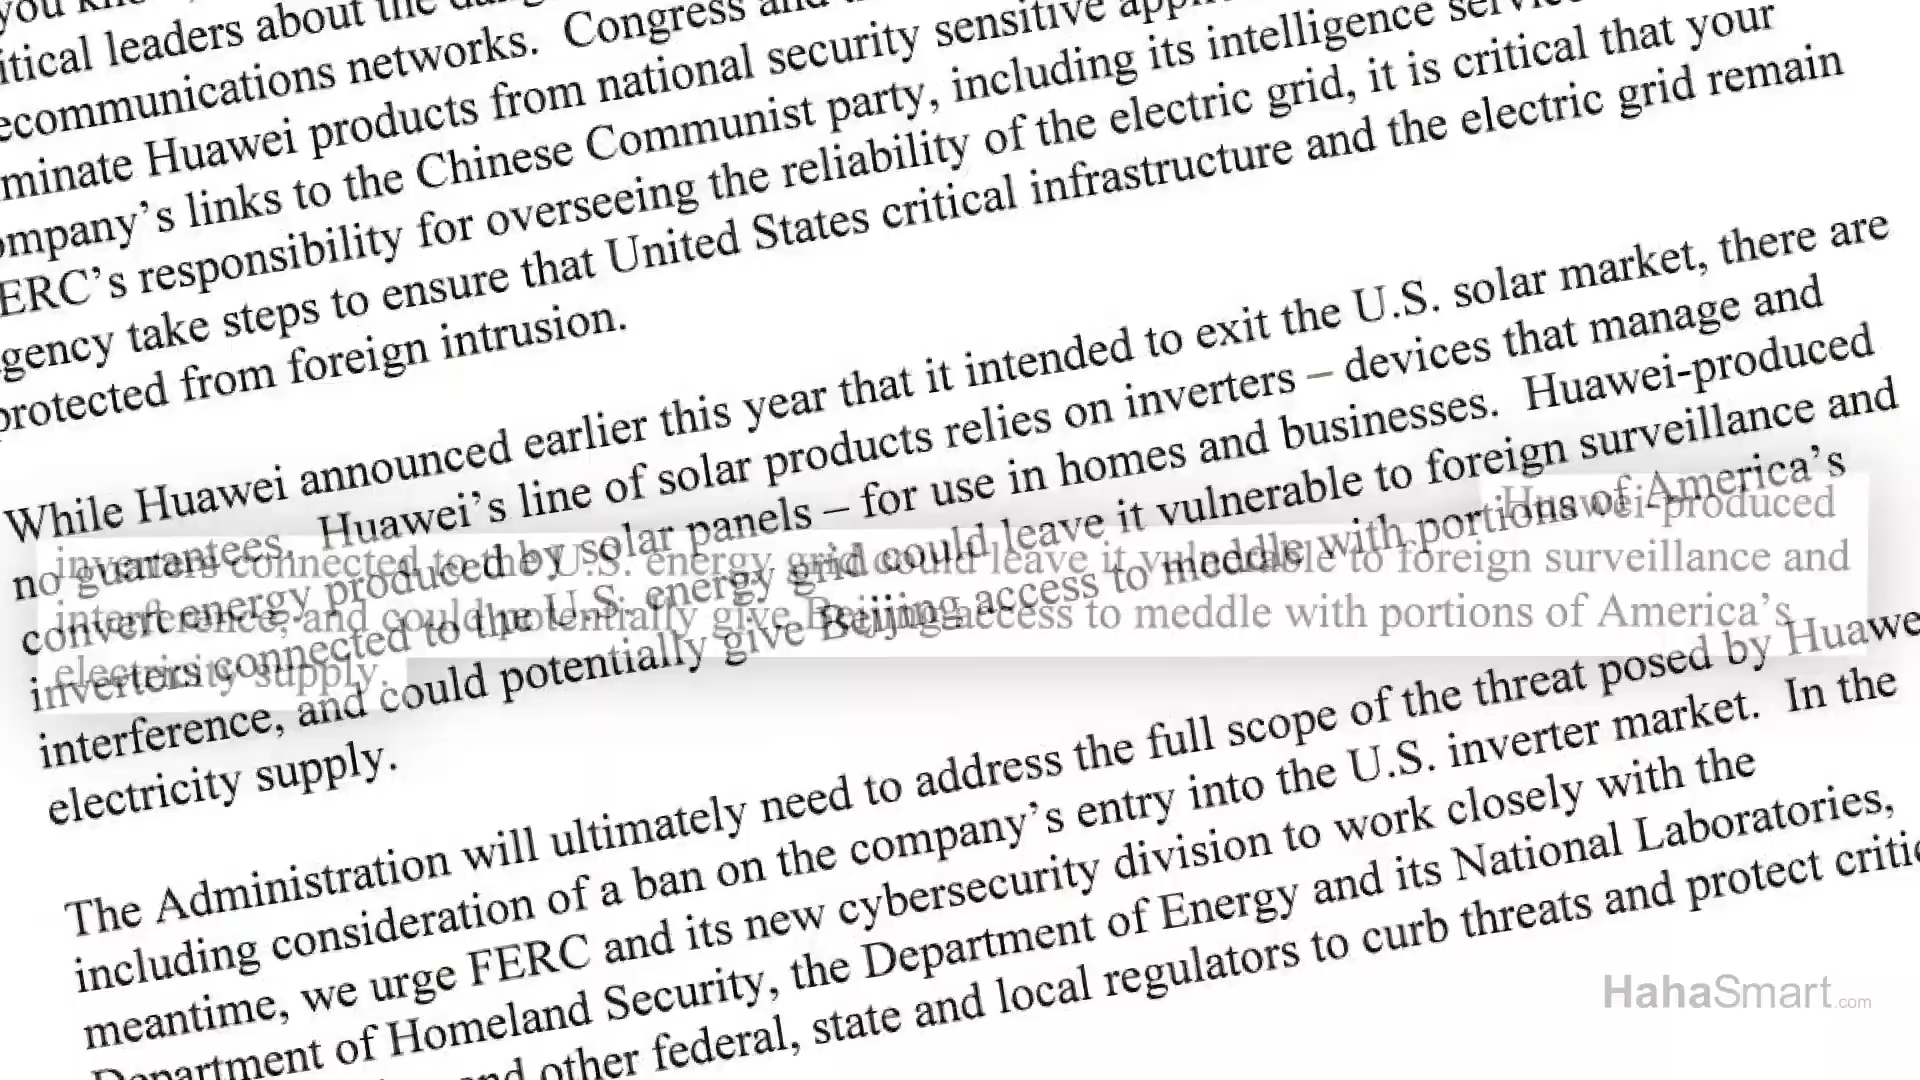 itical leaders about the
ecommunications networks. Congress and
minate Huawei products from national security sensitive
ompany's links to the Chinese Communist party, including its intelligence
ERC's responsibility for overseeing the reliability of the electric grid, it is critical that your
gency take steps to ensure that United States critical infrastructure and the electric grid remain
protected from foreign intrusion.
While Huawei announced earlier this year that it intended to exit the U.S. solar market, there are
no guarantees. Huawei's line of solar products relies on inverters – devices that manage and
convert energy produced by solar panels – for use in homes and businesses. Huawei-produced
inverters connected to the U.S. energy grid could leave it vulnerable to foreign surveillance and
interference, and could potentially give Beijing access to meddle with portions of America's
electricity supply.
Huawei-produced
inverters connected to the U.S. energy grid could leave it vulnerable to foreign surveillance and
interference, and could potentially give Beijing access to meddle with portions of America's
electricity supply.
The Administration will ultimately need to address the full scope of the threat posed by Huawe
including consideration of a ban on the company's entry into the U.S. inverter market. In the
meantime, we urge FERC and its new cybersecurity division to work closely with the
Department of Homeland Security, the Department of Energy and its National Laboratories,
and other federal, state and local regulators to curb threats and protect critic
HahaSmart.com